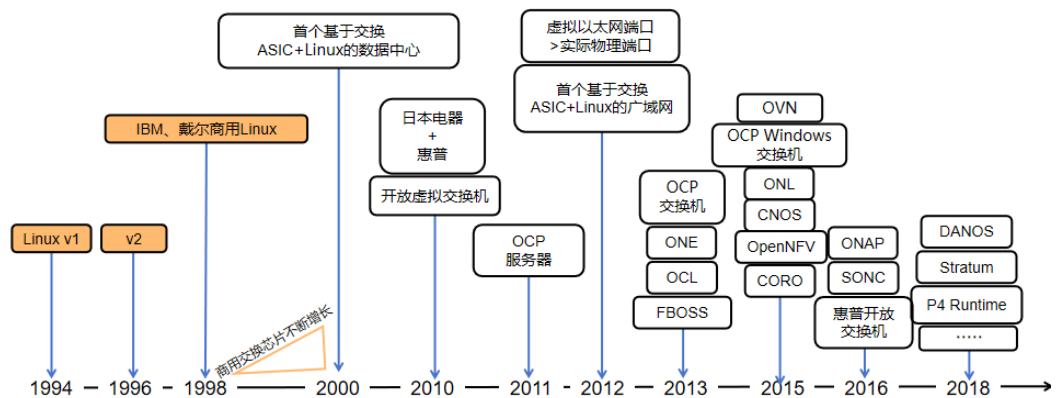 首个基于交换
ASIC+Linux的数据中心
虚拟以太网端口
>实际物理端口
首个基于交换
ASIC+Linux的广域网
IBM、戴尔商用Linux
日本电器
+
惠普
开放虚拟交换机
OVN
OCP Windows
交换机
ONL
CNOS
OpenNFV
CORO
OCP
交换机
ONE
OCL
FBOSS
Linux v1
v2
OCP
服务器
ONAP
SONC
惠普开放
交换机
DANOS
Stratum
P4 Runtime
.....
商用交换芯片不断增长
1994
1996
1998
2000
2010
2011
2012
2013
2015
2016
2018